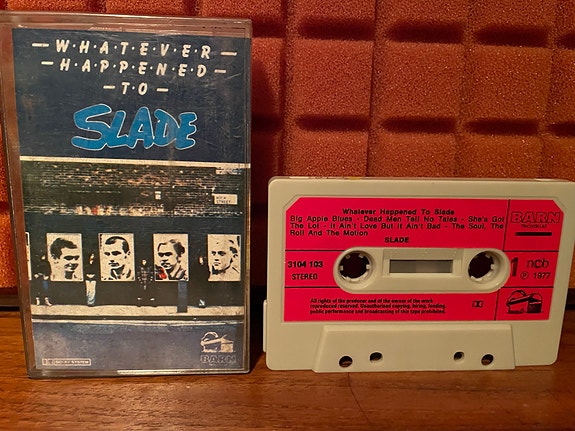 WHATEVER
HAPPENED
TO
SLADE
BARN
Whatever Happened To Slade
Big Apple Blues - Dead Men Tell No Tales - She's Got
The Lot - It Ain't Love But It Ain't Bad - The Soul, The
Roll And The Motion
SLADE
BARN
3104 103
STEREO
1
ncb
℗ 1977
All rights of the producer and of the owner of the work
reproduced reserved. Unauthorised copying, hiring, lending
public performance and broadcasting of this tape prohibited.